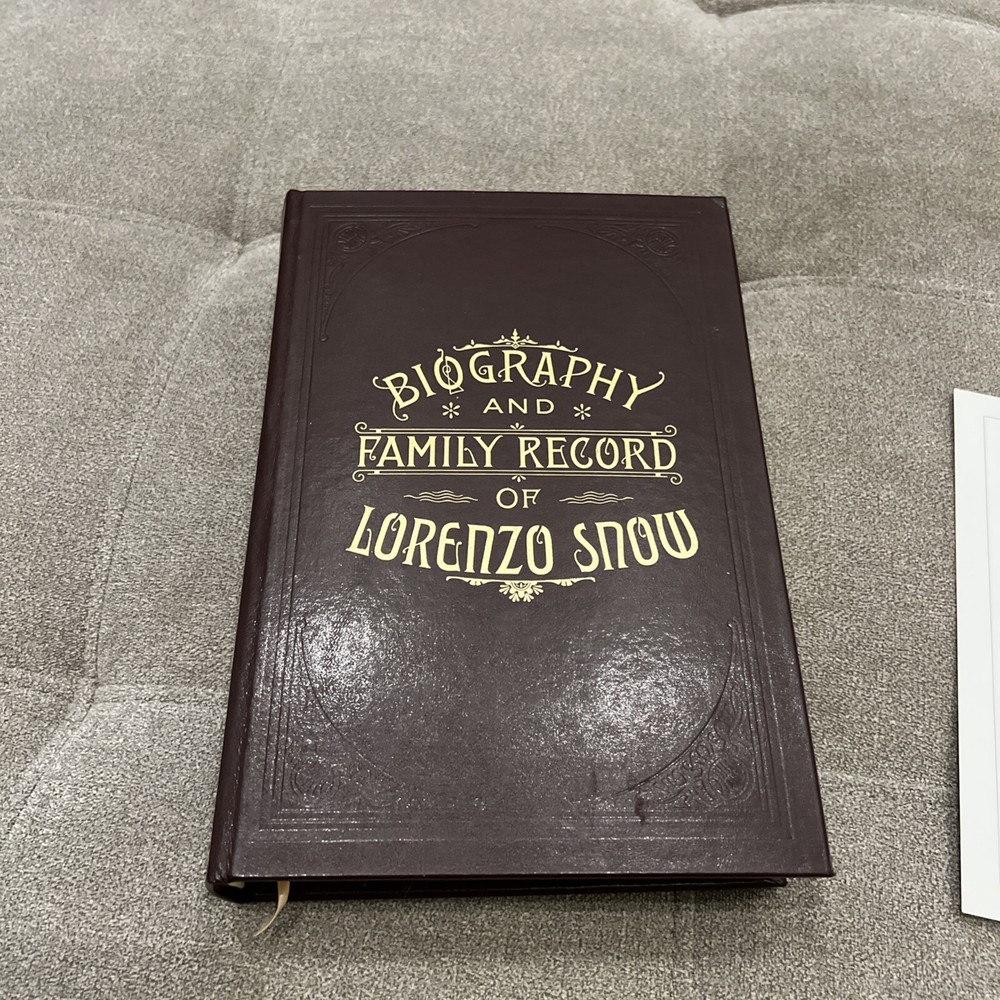 BIOGRAPHY
* AND *
FAMILY RECORD
OF
LORENZO SNOW